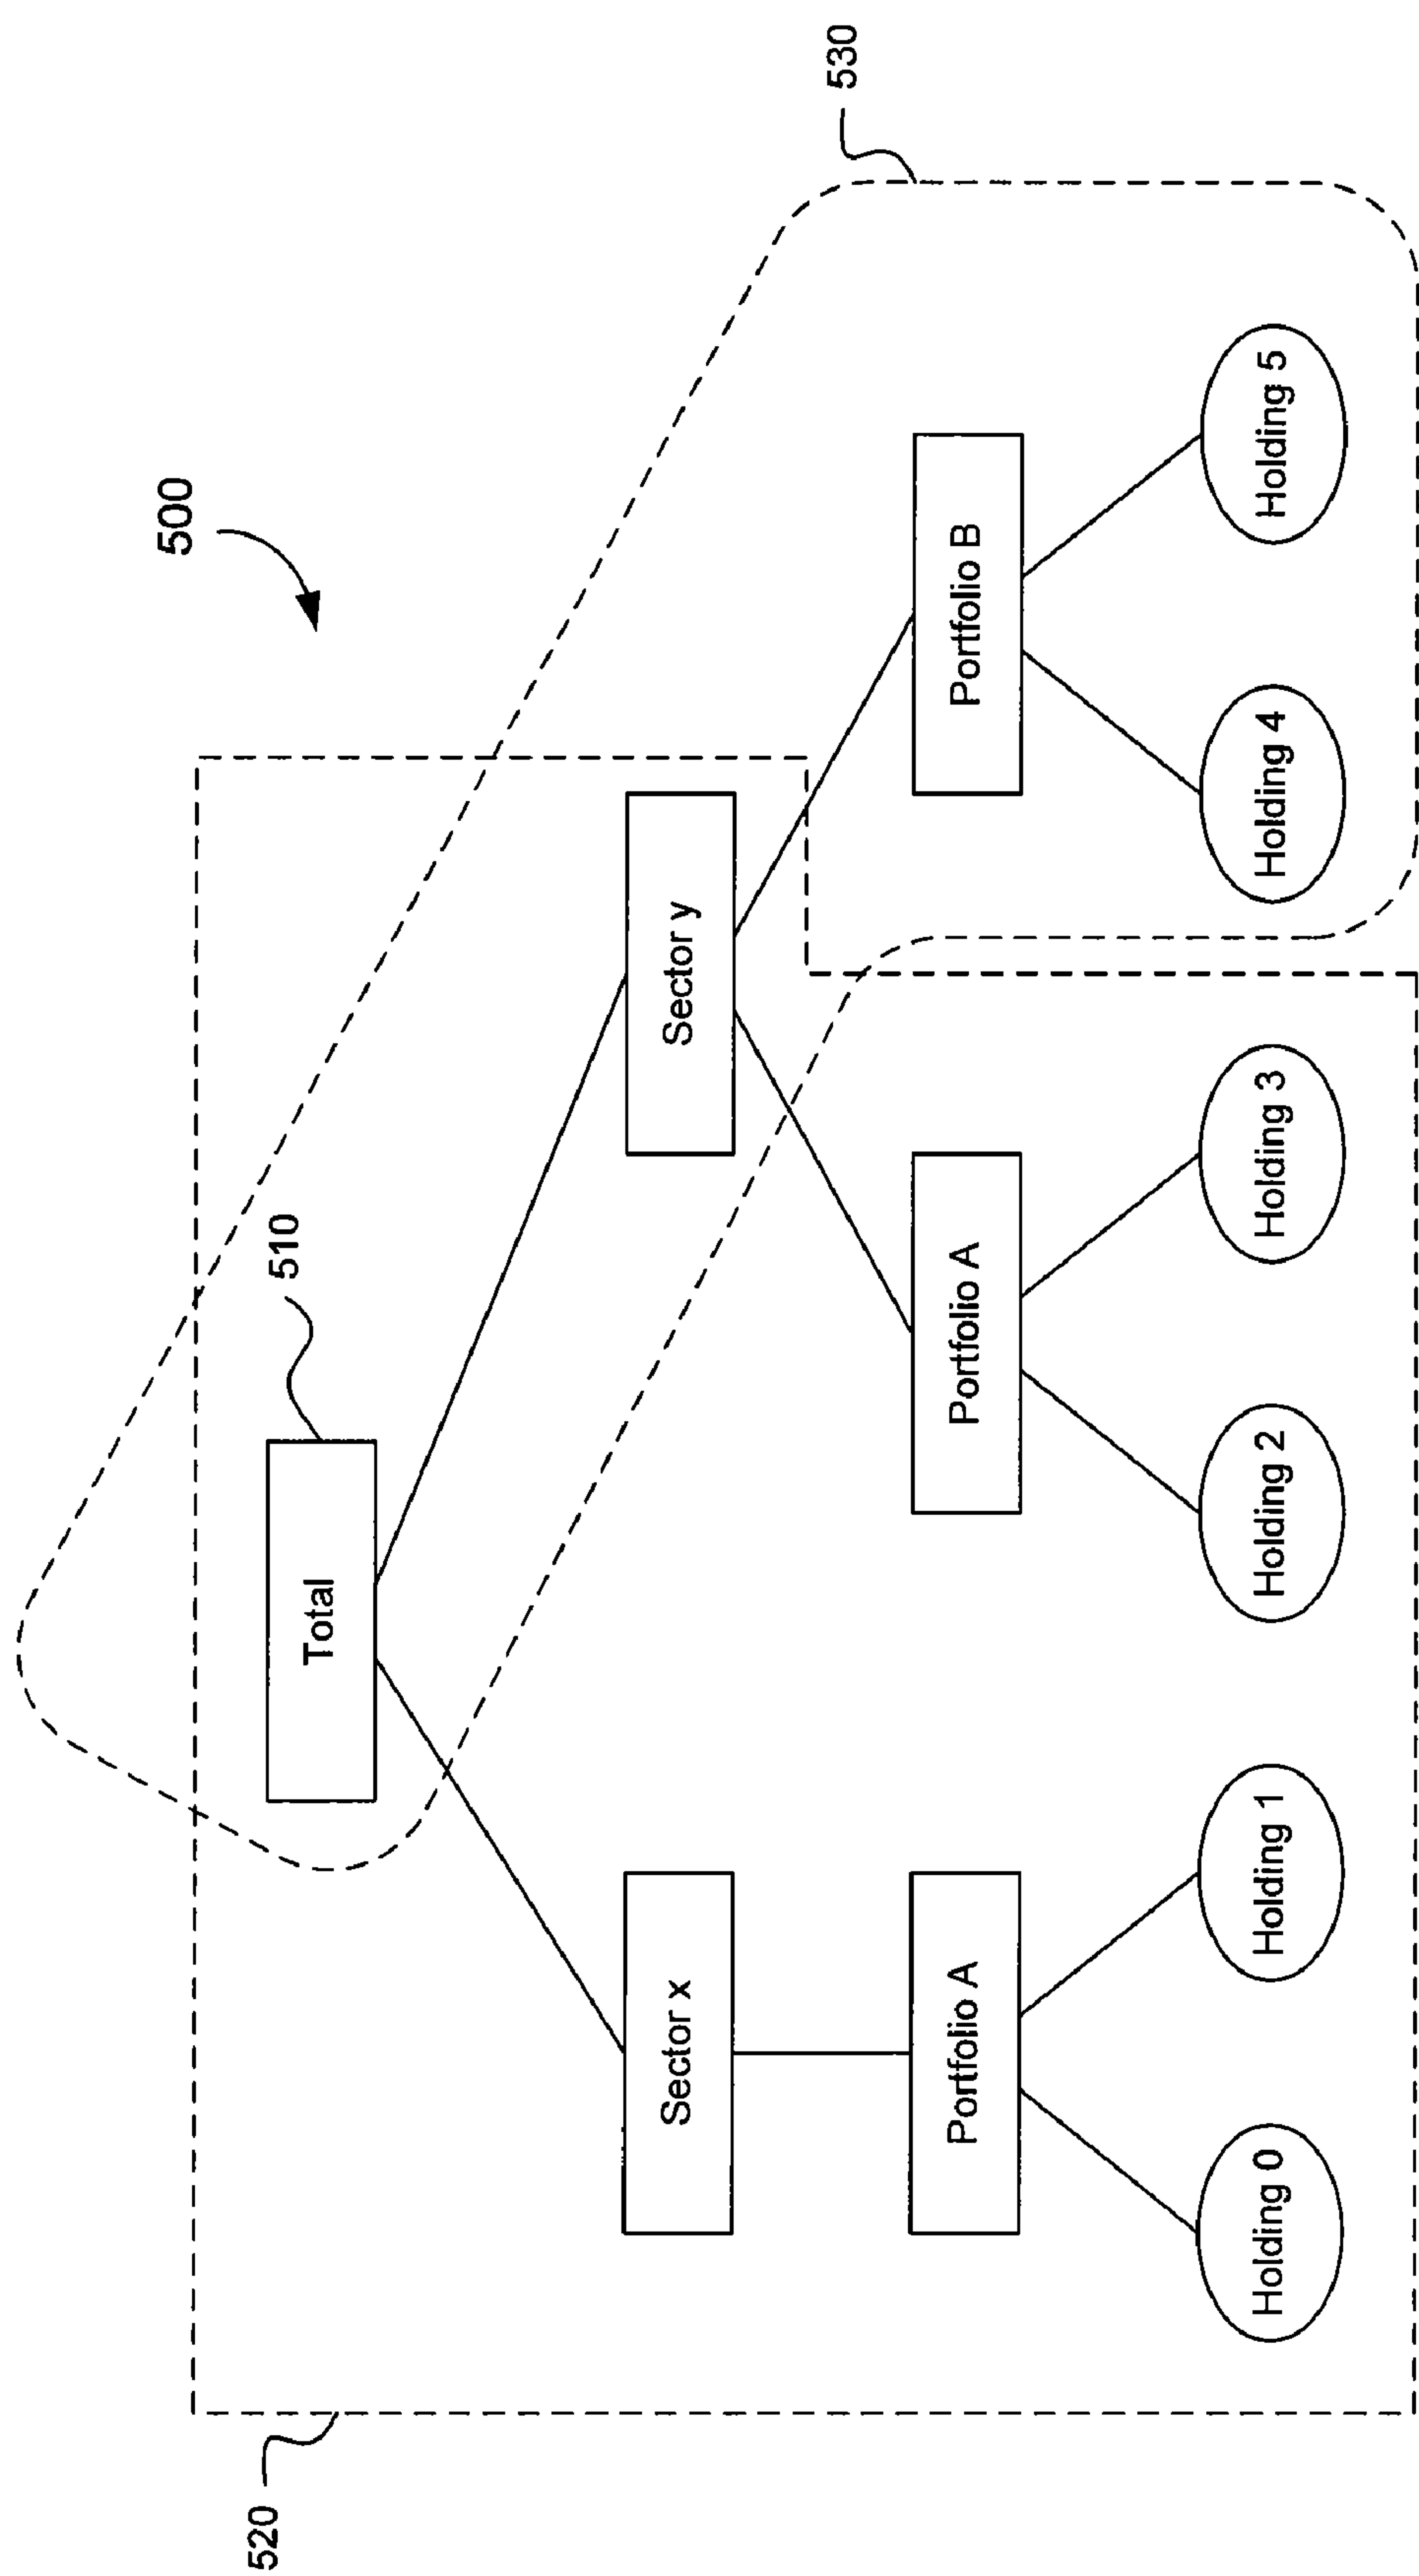 500
530
510
520
Total
Sector x
Sector y
Portfolio A
Portfolio A
Portfolio B
Holding 0
Holding 1
Holding 2
Holding 3
Holding 4
Holding 5